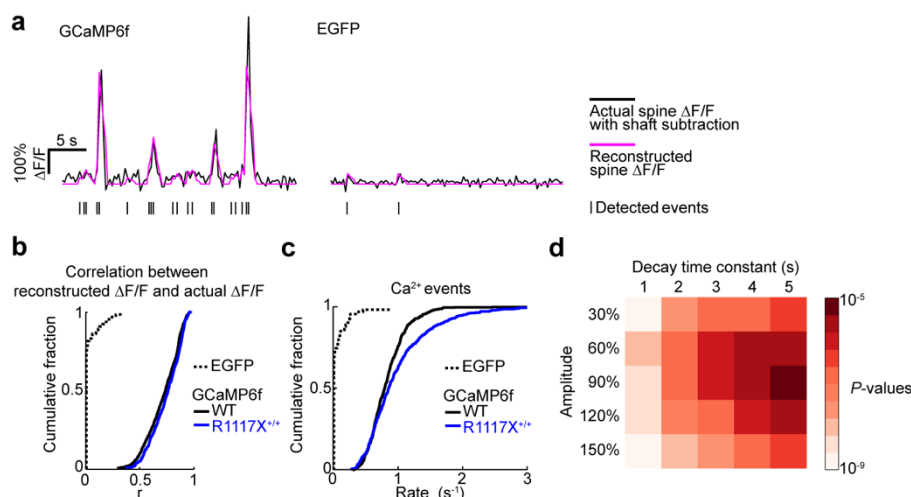 a
GCaMP6f
EGFP
5 s
100%
ΔF/F
Actual spine ΔF/F
with shaft subtraction
Reconstructed
spine ΔF/F
Detected events
b
Correlation between
reconstructed ΔF/F and actual ΔF/F
Cumulative fraction
1
0.5
0
0
0.5
1
r
EGFP
GCaMP6f
WT
R1117X+/+
c
Ca2+ events
Cumulative fraction
1
0.5
0
0
1
2
3
Rate (s-1)
EGFP
GCaMP6f
WT
R1117X+/+
d
Decay time constant (s)
1 2 3 4 5
Amplitude
30%
60%
90%
120%
150%
10-5
P-values
10-9